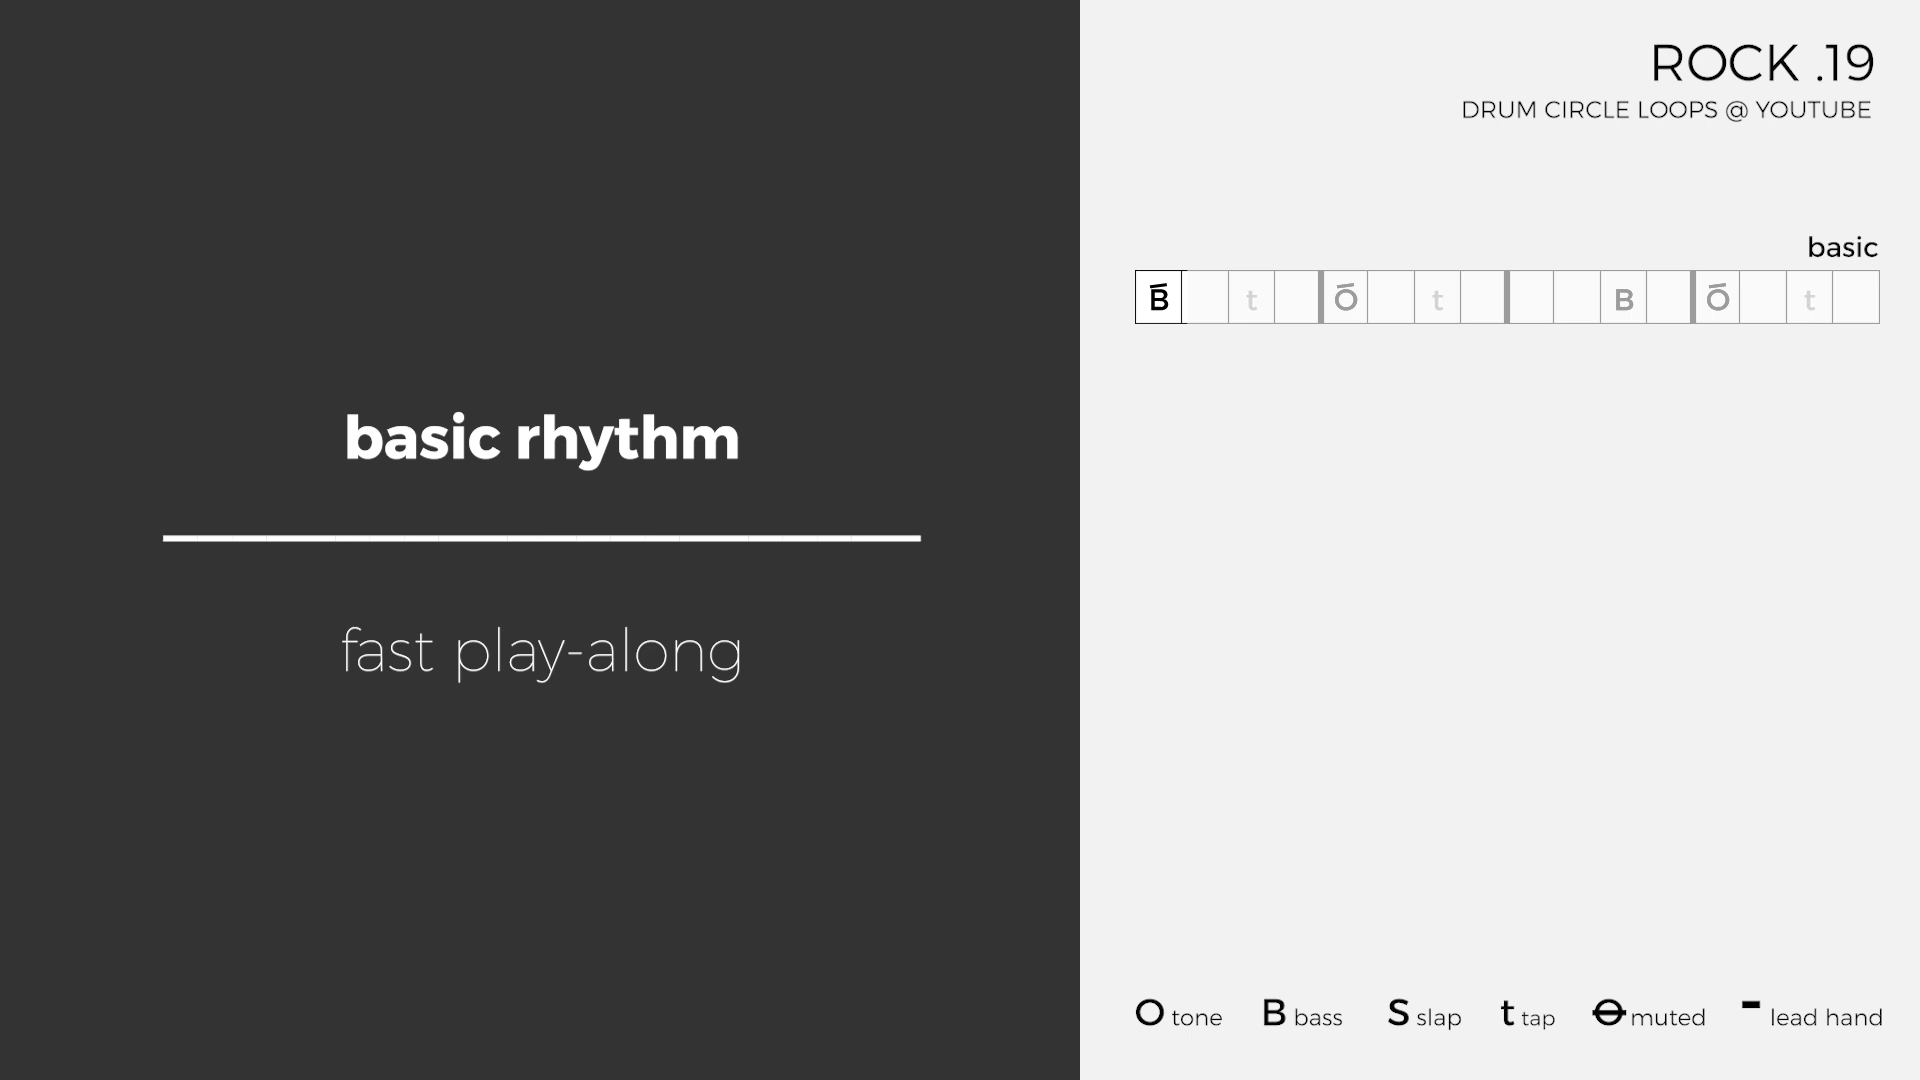 basic rhythm
fast play-along
ROCK .19
DRUM CIRCLE LOOPS @ YOUTUBE
basic
B̄ t Ō t B Ō t
O tone B bass S slap t tap O̶ muted - lead hand